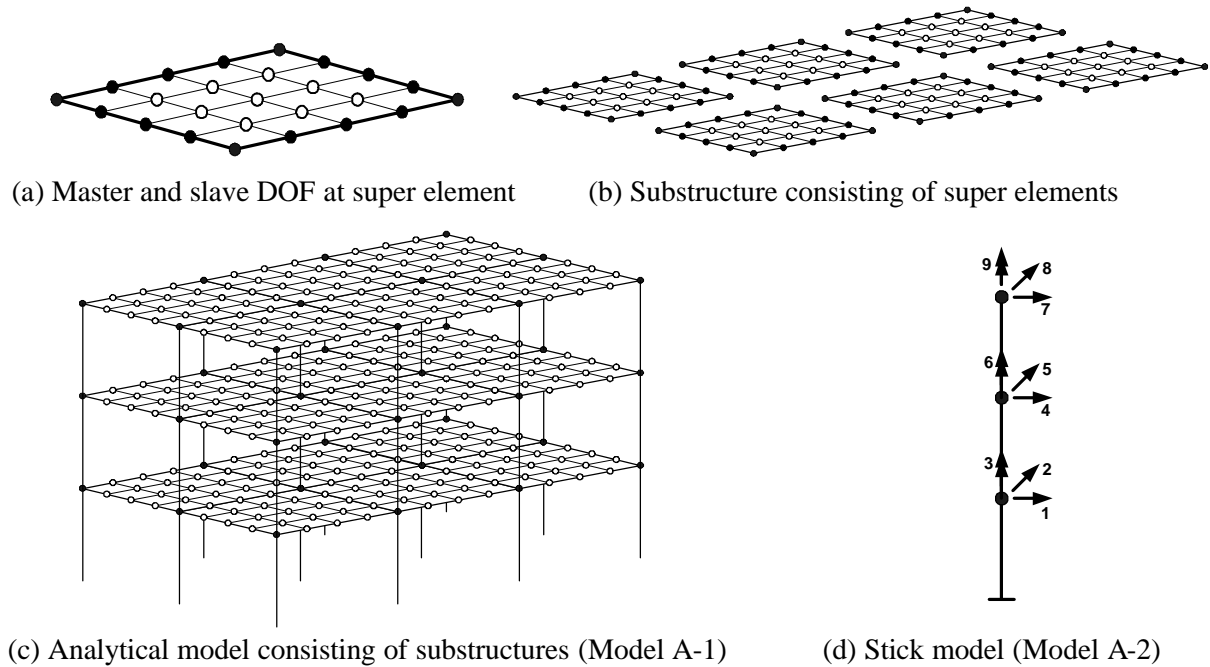 (a) Master and slave DOF at super element
(b) Substructure consisting of super elements
9
8
7
6
5
4
3
2
1
(c) Analytical model consisting of substructures (Model A-1)
(d) Stick model (Model A-2)